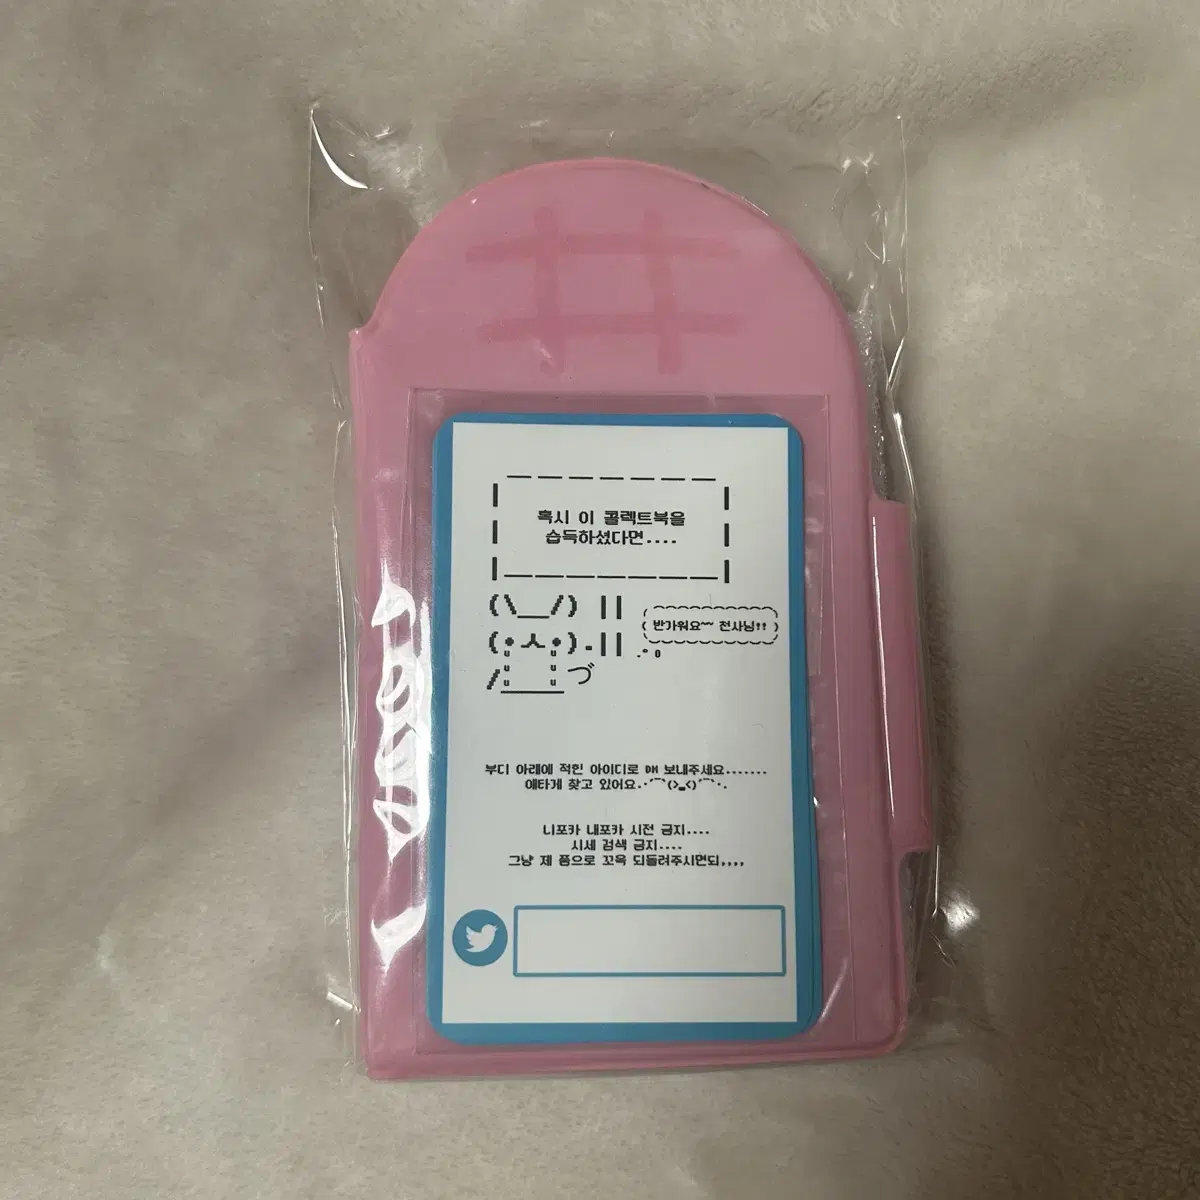 혹시 이 콜렉트북을
습득하셨다면....
반가워요~~ 천사님!!
부디 아래에 적힌 아이디로 DM 보내주세요.......
애타게 찾고 있어요.·´¯`(>▂<)´¯`·.
니포카 내포카 시전 금지....
시세 검색 금지....
그냥 제 품으로 꼬옥 되돌려주시면되,,,,